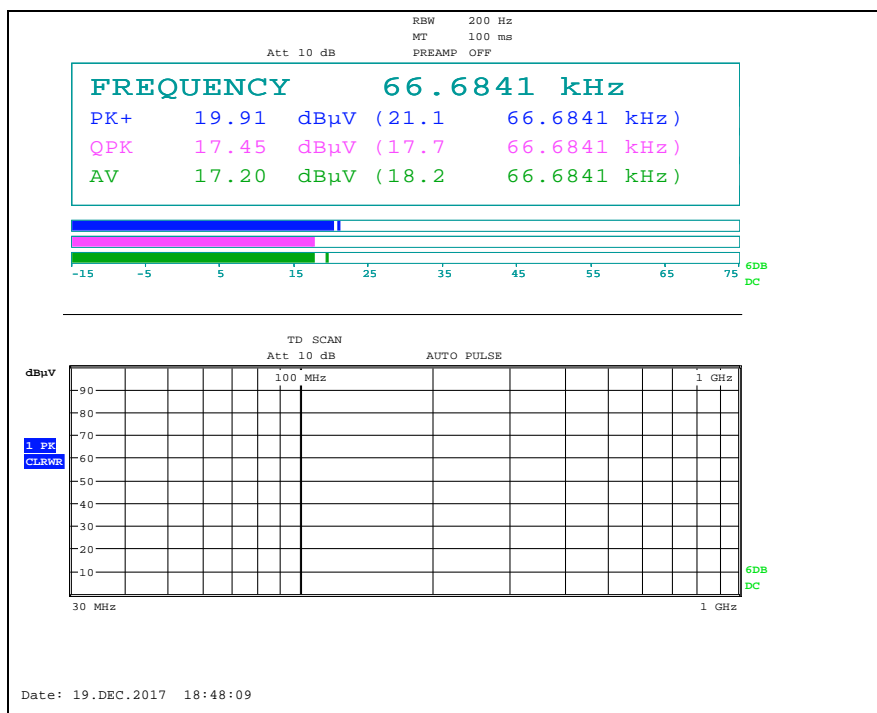 RBW 200 Hz
MT 100 ms
Att 10 dB PREAMP OFF
FREQUENCY 66.6841 kHz
PK+ 19.91 dBµV (21.1 66.6841 kHz)
QPK 17.45 dBµV (17.7 66.6841 kHz)
AV 17.20 dBµV (18.2 66.6841 kHz)
-15 -5 5 15 25 35 45 55 65 75
6DB
DC
TD SCAN
Att 10 dB AUTO PULSE
dBµV
100 MHz 1 GHz
90
80
70
1 PK
60
CLRWR
50
40
30
20
10
6DB
DC
30 MHz 1 GHz
Date: 19.DEC.2017 18:48:09